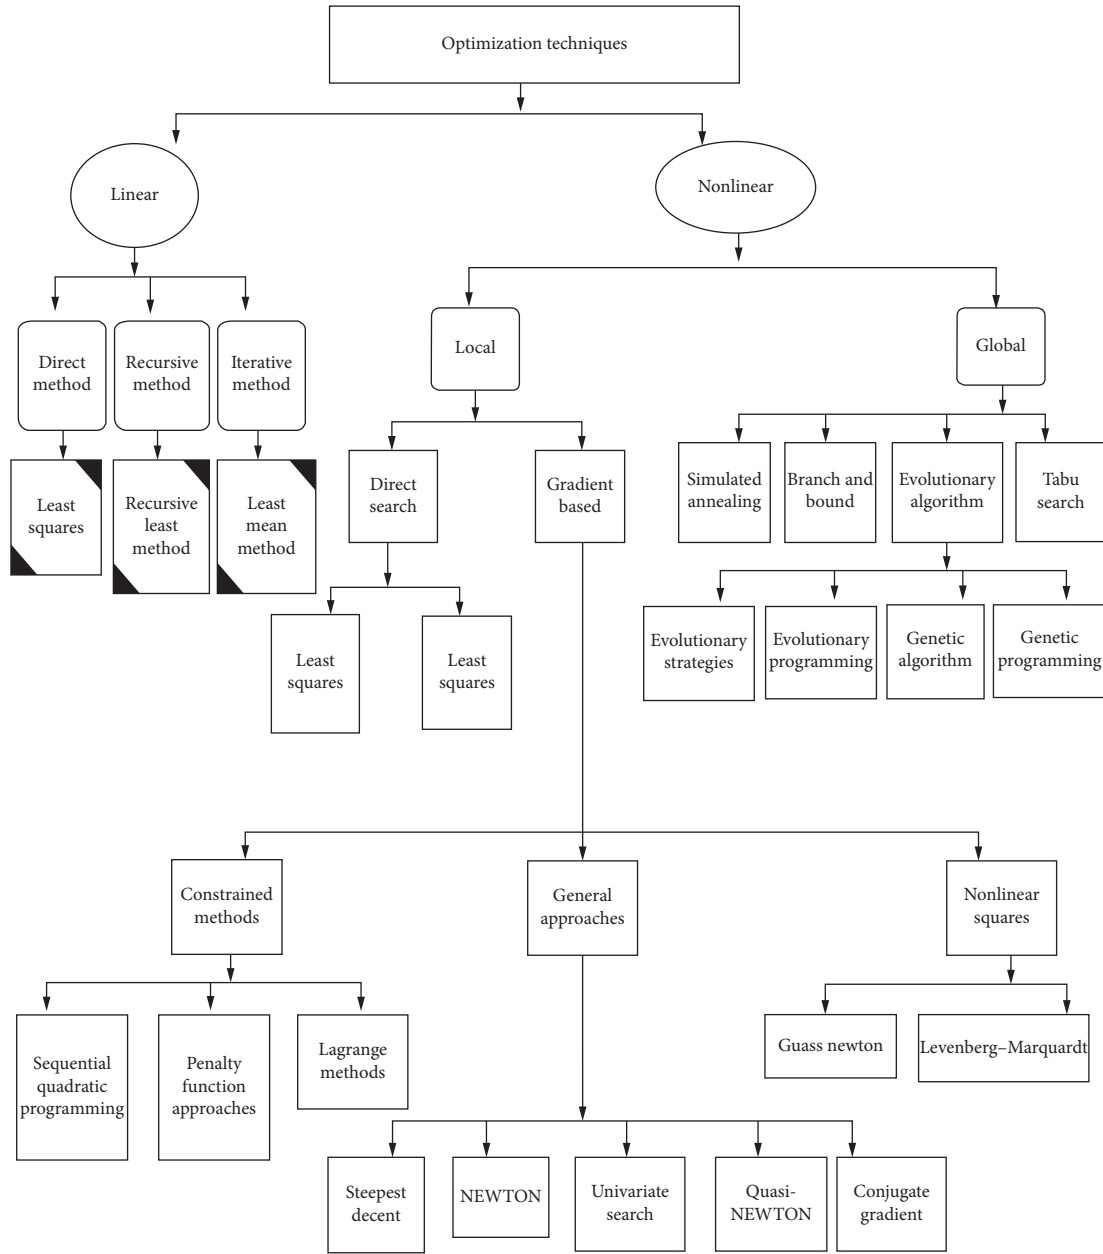 Optimization techniques
Linear
Nonlinear
Direct
method
Recursive
method
Iterative
method
Local
Global
Least
squares
Recursive
least
method
Least
mean
method
Direct
search
Gradient
based
Simulated
annealing
Branch and
bound
Evolutionary
algorithm
Tabu
search
Least
squares
Least
squares
Evolutionary
strategies
Evolutionary
programming
Genetic
algorithm
Genetic
programming
Constrained
methods
General
approaches
Nonlinear
squares
Sequential
quadratic
programming
Penalty
function
approaches
Lagrange
methods
Guass newton
Levenberg–Marquardt
Steepest
decent
NEWTON
Univariate
search
Quasi-
NEWTON
Conjugate
gradient